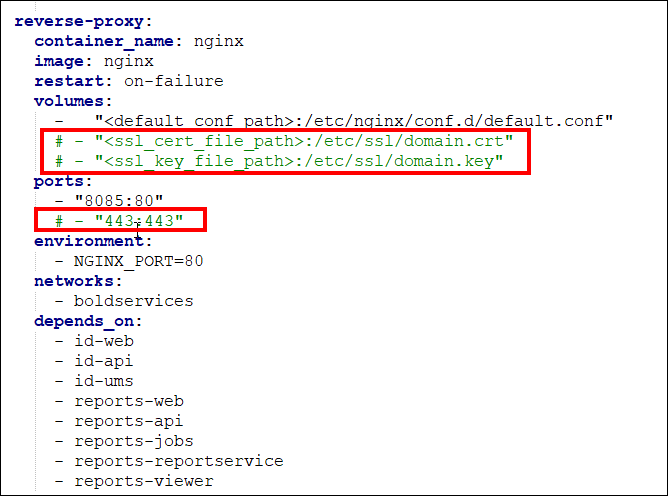 reverse-proxy:
container_name: nginx
image: nginx
restart: on-failure
volumes:
- "<default_conf_path>:/etc/nginx/conf.d/default.conf"
# - "<ssl_cert_file_path>:/etc/ssl/domain.crt"
# - "<ssl_key_file_path>:/etc/ssl/domain.key"
ports:
- "8085:80"
# - "443:443"
environment:
- NGINX_PORT=80
networks:
- boldservices
depends_on:
- id-web
- id-api
- id-ums
- reports-web
- reports-api
- reports-jobs
- reports-reportservice
- reports-viewer